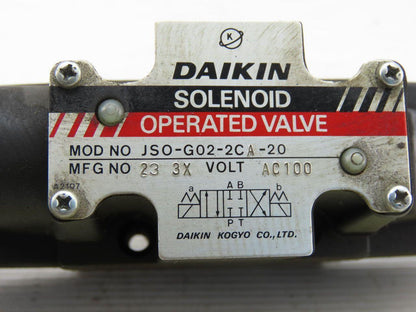 K
DAIKIN
SOLENOID
OPERATED VALVE
MOD NO JSO-G02-2CA-20
MFG NO 23 3X VOLT AC100
A2107
a A B b
P T
DAIKIN KOGYO CO.,LTD.